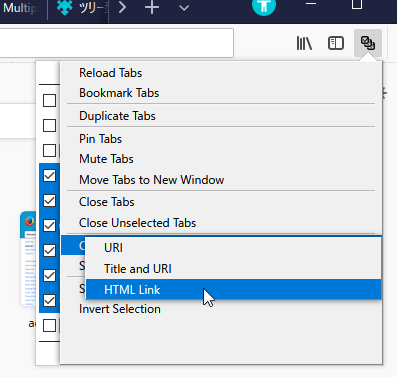 Multip
ツリー
Reload Tabs
Bookmark Tabs
Duplicate Tabs
Pin Tabs
Mute Tabs
Move Tabs to New Window
Close Tabs
Close Unselected Tabs
URI
Title and URI
HTML Link
Invert Selection